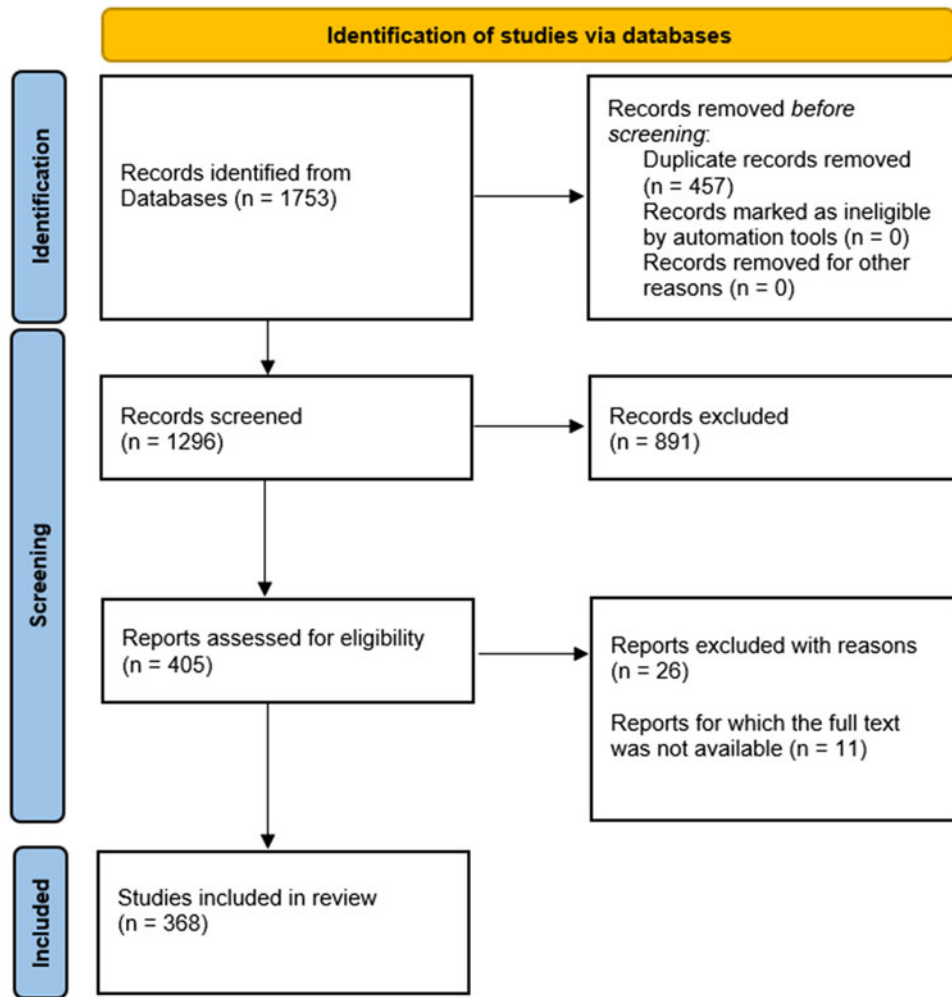 Identification of studies via databases
Identification
Records identified from
Databases (n = 1753)
Records removed before
screening:
Duplicate records removed
(n = 457)
Records marked as ineligible
by automation tools (n = 0)
Records removed for other
reasons (n = 0)
Screening
Records screened
(n = 1296)
Records excluded
(n = 891)
Reports assessed for eligibility
(n = 405)
Reports excluded with reasons
(n = 26)
Reports for which the full text
was not available (n = 11)
Included
Studies included in review
(n = 368)